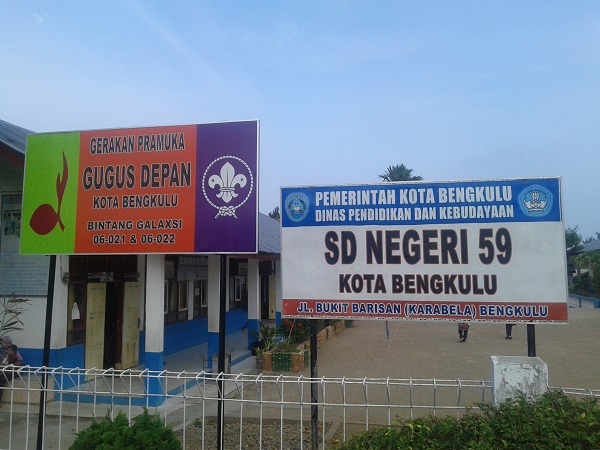 GERAKAN PRAMUKA
GUGUS DEPAN
KOTA BENGKULU
BINTANG GALAXSI
06-021 & 06-022
PEMERINTAH KOTA BENGKULU
DINAS PENDIDIKAN DAN KEBUDAYAAN
SD NEGERI 59
KOTA BENGKULU
JL. BUKIT BARISAN (KARABELA) BENGKULU